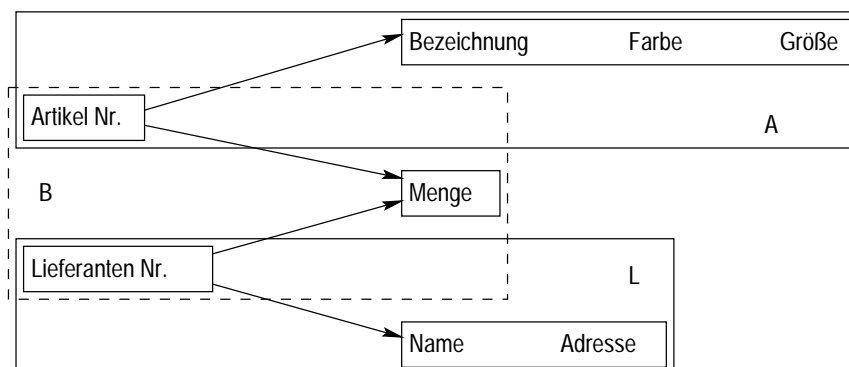 Bezeichnung Farbe Größe
Artikel Nr.
A
B
Menge
Lieferanten Nr.
L
Name Adresse